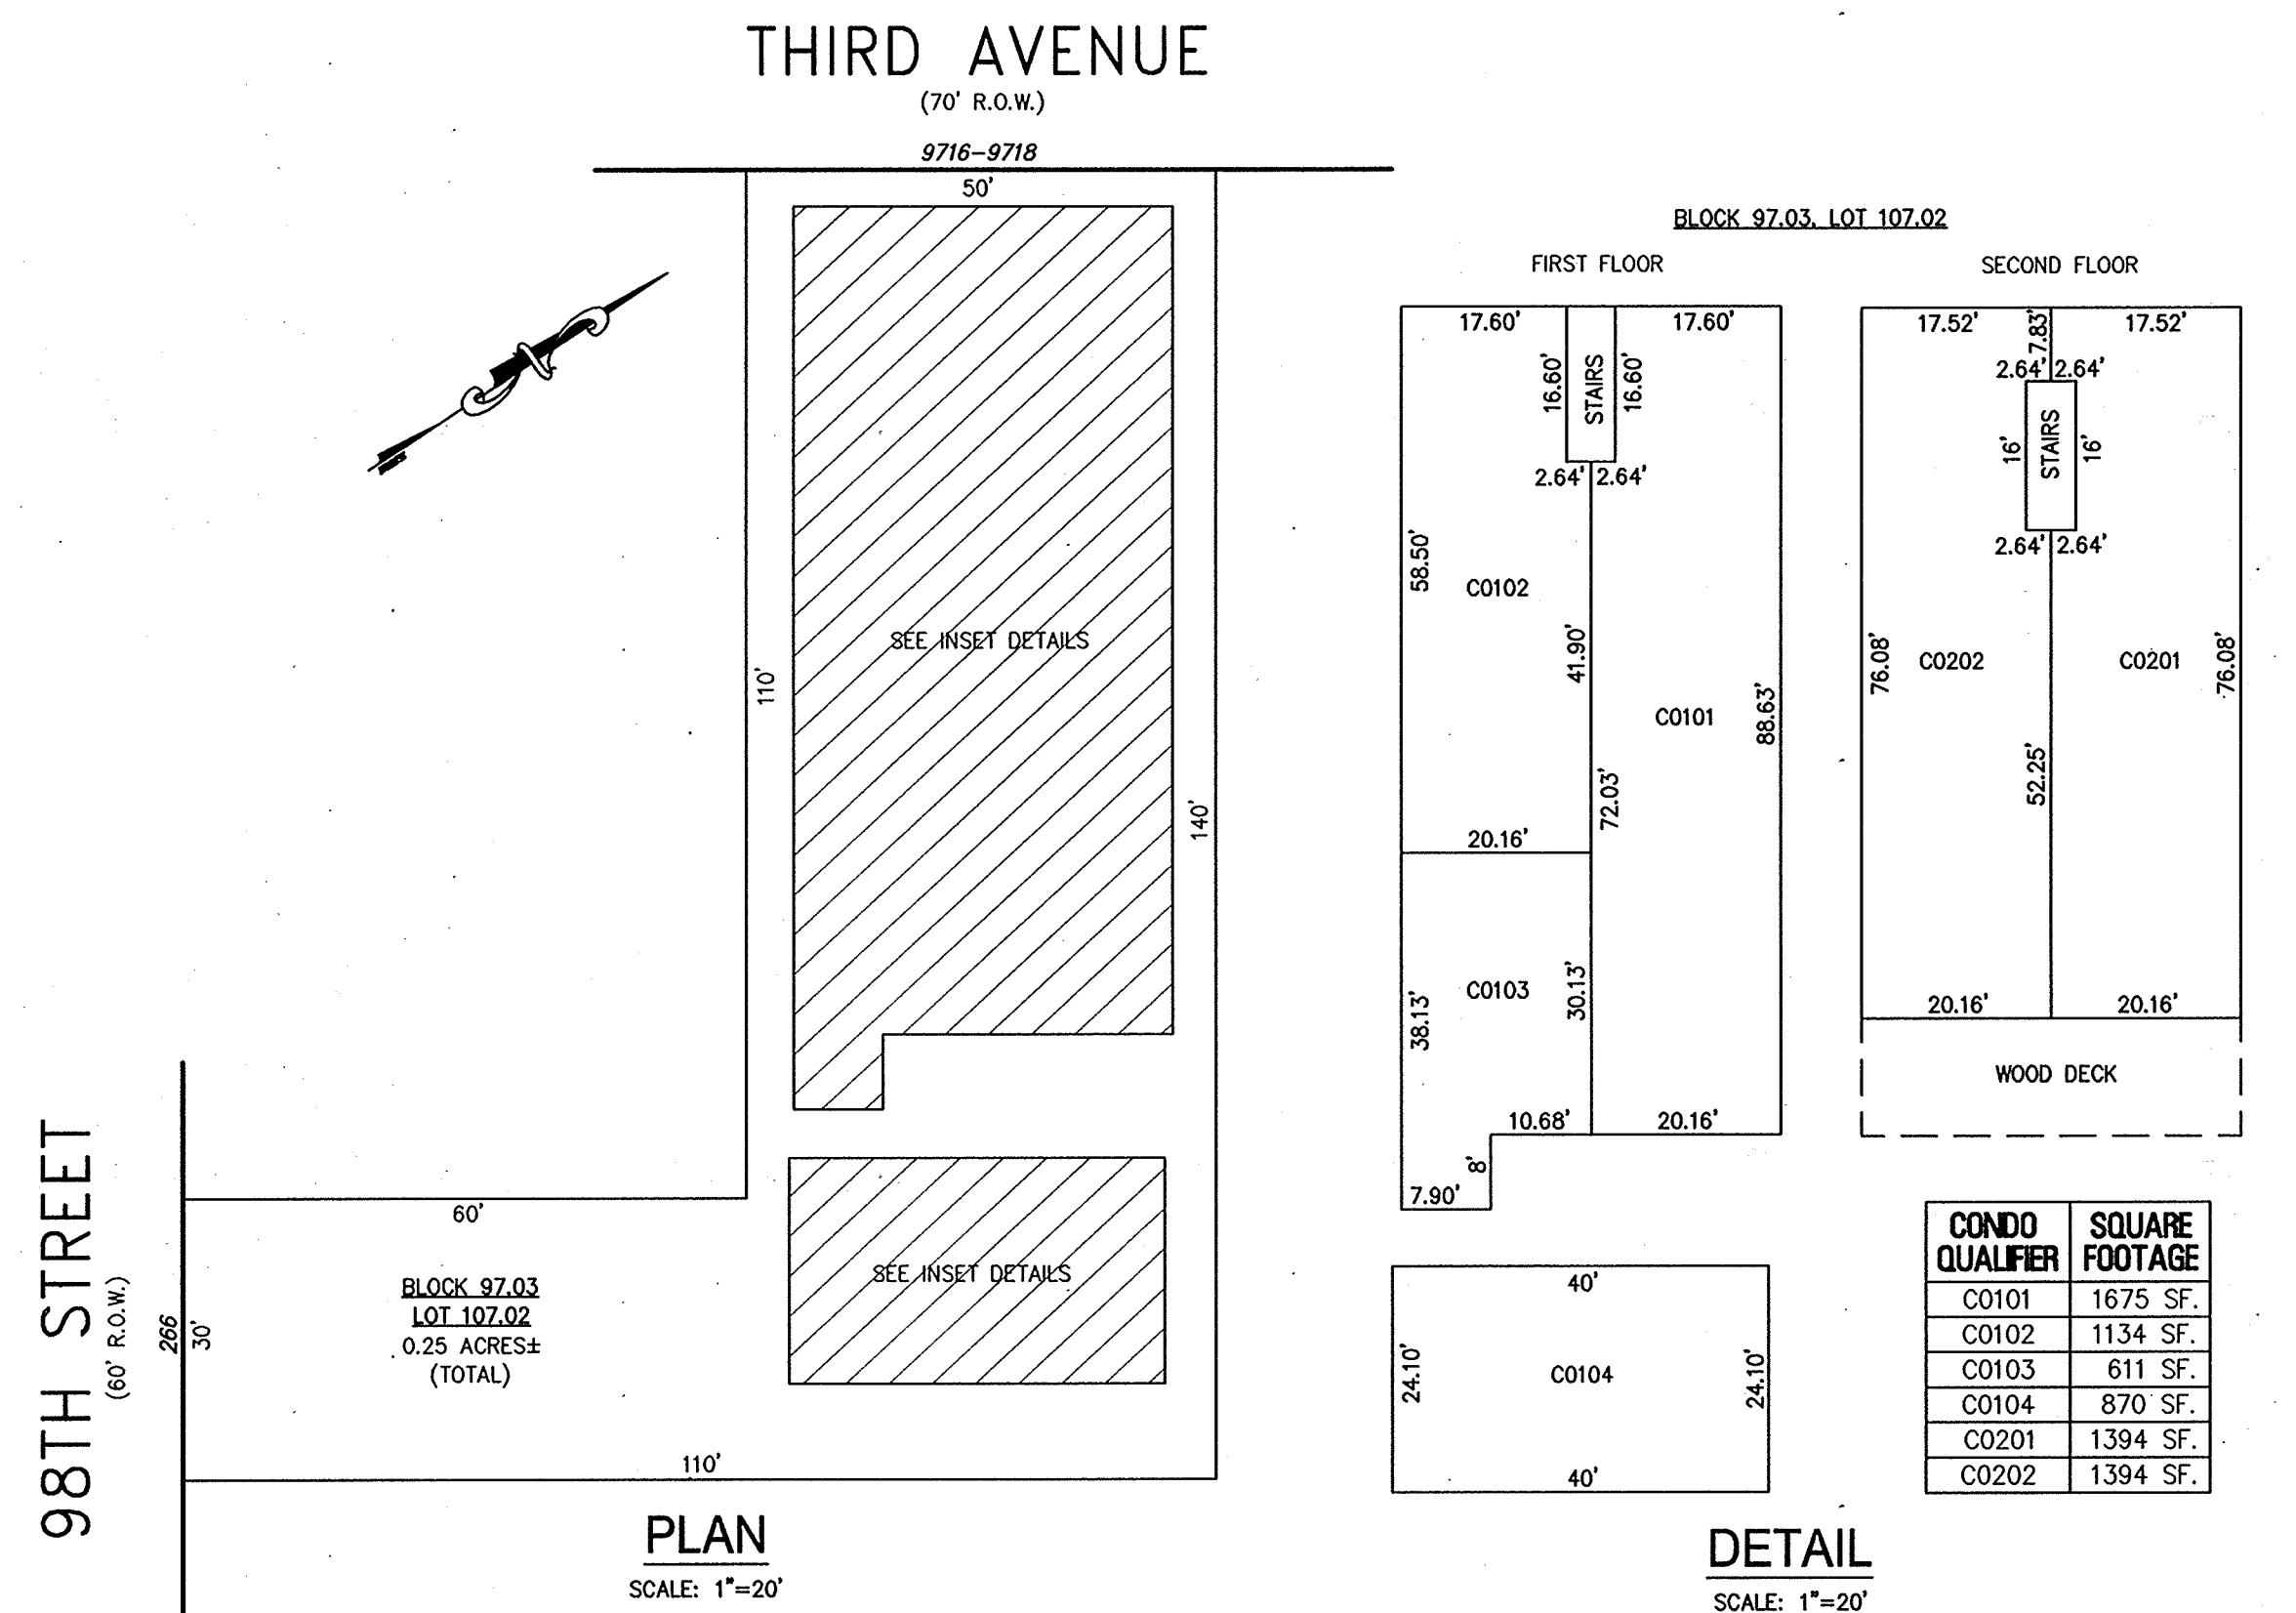 THIRD AVENUE
(70' R.O.W.)
9716-9718
50'
SEE INSET DETAILS
110'
140'
60'
98TH STREET
(60' R.O.W.)
266
30'
BLOCK 97.03
LOT 107.02
0.25 ACRES±
(TOTAL)
SEE INSET DETAILS
110'
PLAN
SCALE: 1"=20'
BLOCK 97.03, LOT 107.02
FIRST FLOOR
17.60'
17.60'
16.60'
STAIRS
16.60'
2.64'
2.64'
58.50'
C0102
41.90'
C0101
88.63'
72.03'
20.16'
C0103
38.13'
30.13'
10.68'
20.16'
8'
7.90'
40'
24.10'
C0104
24.10'
40'
SECOND FLOOR
17.52'
7.83'
17.52'
2.64'
2.64'
16'
STAIRS
16'
2.64'
2.64'
76.08'
C0202
C0201
76.08'
52.25'
20.16'
20.16'
WOOD DECK
CONDO QUALIFIER SQUARE FOOTAGE
C0101 1675 SF.
C0102 1134 SF.
C0103 611 SF.
C0104 870 SF.
C0201 1394 SF.
C0202 1394 SF.
DETAIL
SCALE: 1"=20'